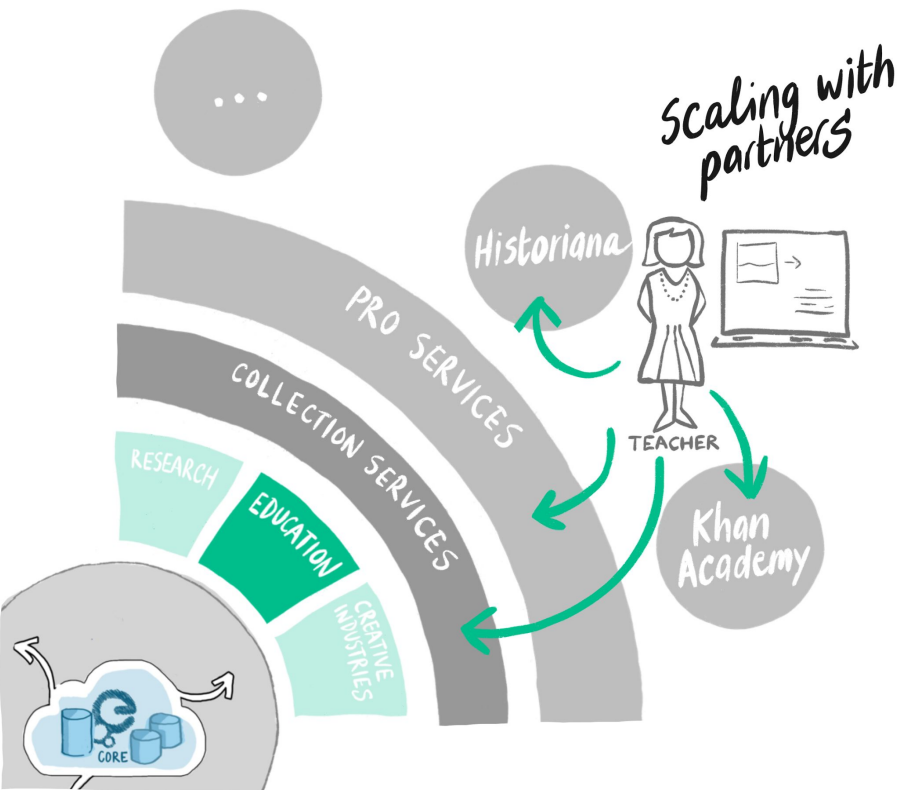 Scaling with
partners
...
Historiana
PRO SERVICES
COLLECTION SERVICES
TEACHER
RESEARCH
EDUCATION
Khan
Academy
CREATIVE
INDUSTRIES
CORE